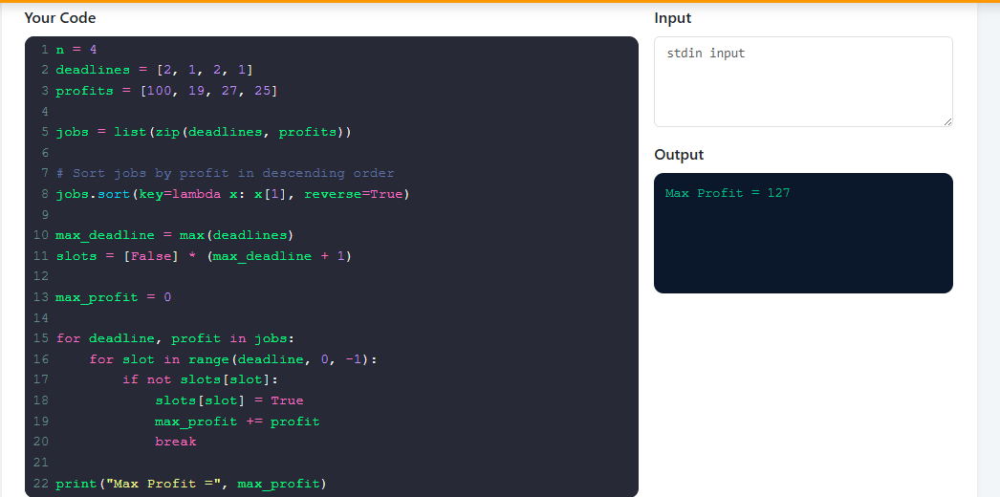 Your Code
1 n = 4
2 deadlines = [2, 1, 2, 1]
3 profits = [100, 19, 27, 25]
4
5 jobs = list(zip(deadlines, profits))
6
7 # Sort jobs by profit in descending order
8 jobs.sort(key=lambda x: x[1], reverse=True)
9
10 max_deadline = max(deadlines)
11 slots = [False] * (max_deadline + 1)
12
13 max_profit = 0
14
15 for deadline, profit in jobs:
16     for slot in range(deadline, 0, -1):
17         if not slots[slot]:
18             slots[slot] = True
19             max_profit += profit
20             break
21
22 print("Max Profit =", max_profit)
Input
stdin input
Output
Max Profit = 127